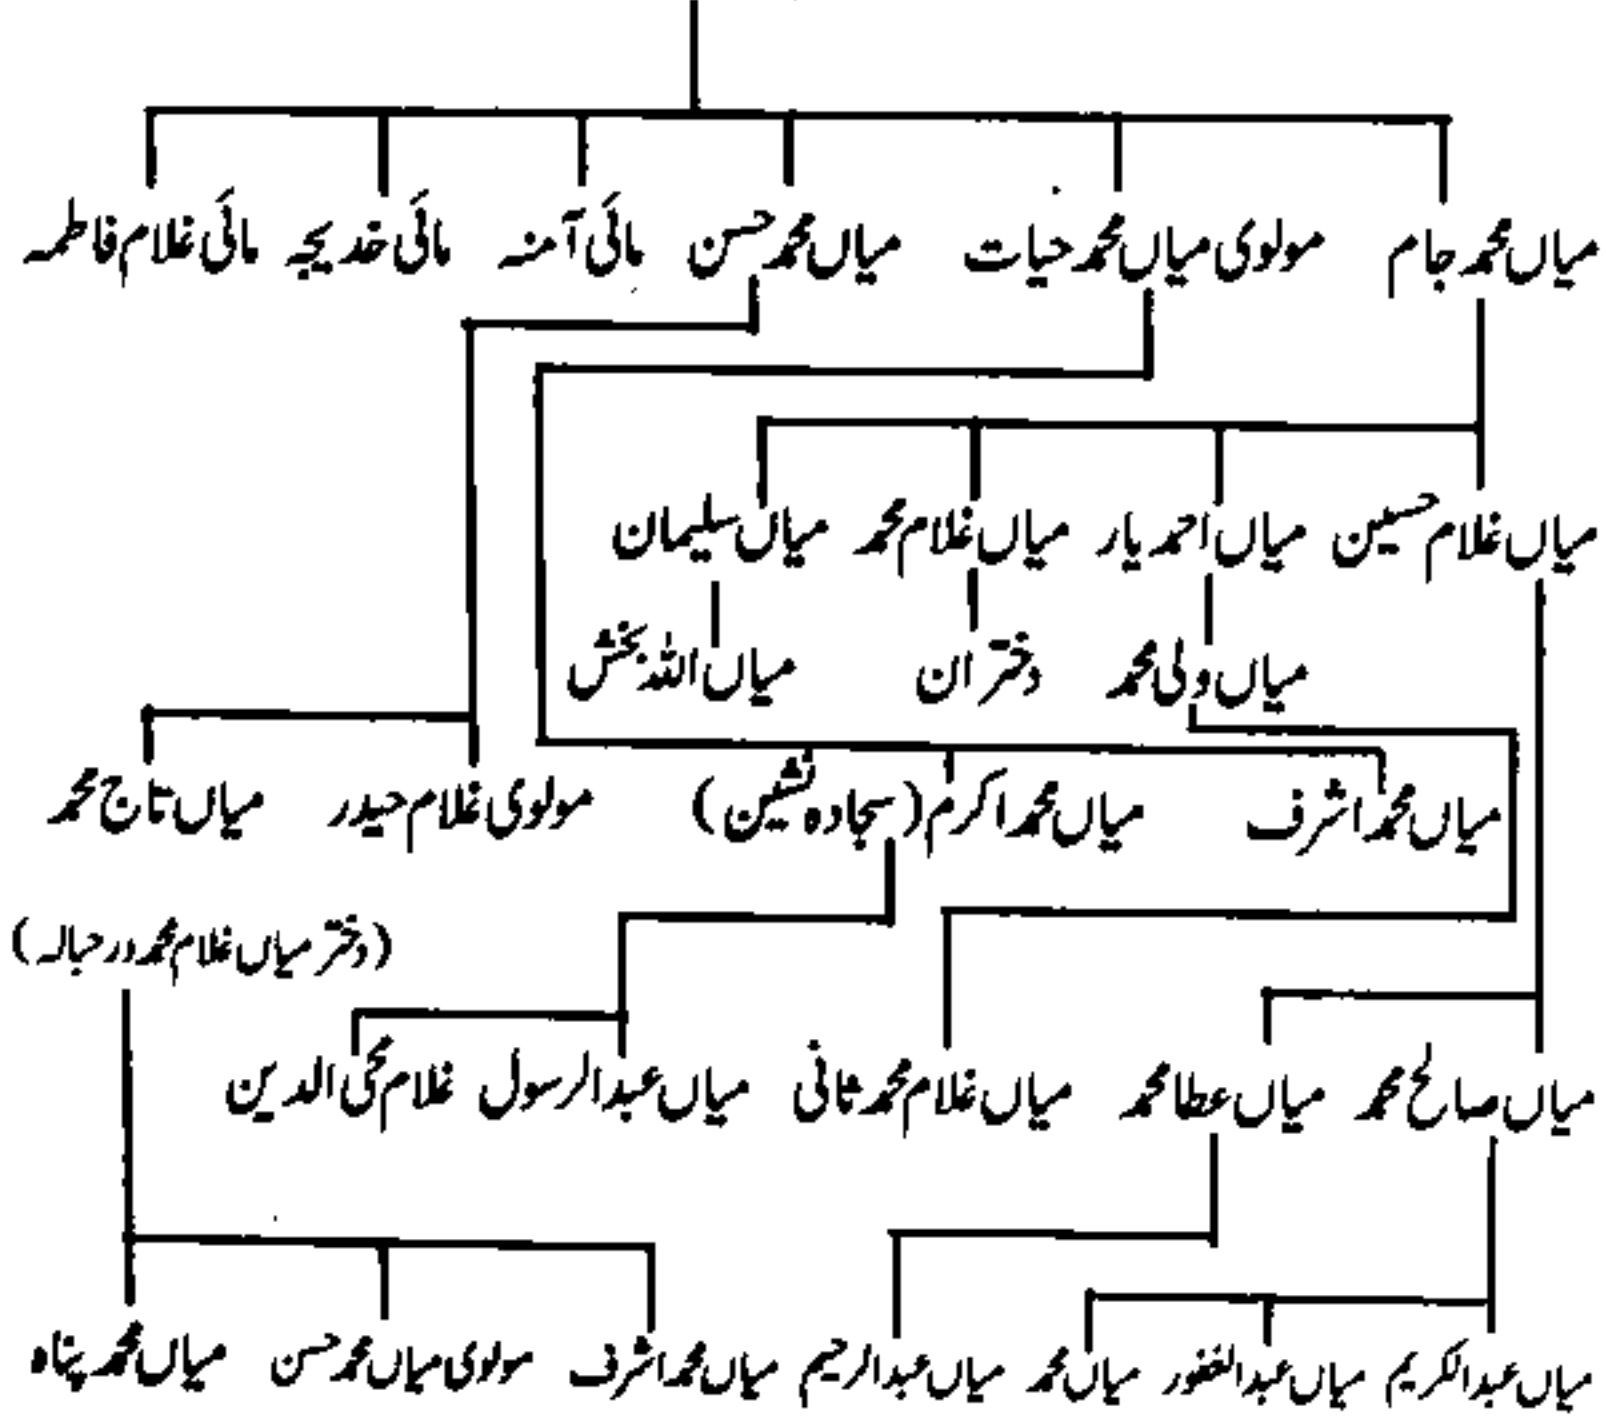 میاں محمد جام مولوی میاں محمد حیات میاں محمد حسن مائی آمنہ مائی خدیجہ مائی غلام فاطمہ
میاں غلام حسین میاں احمد یار میاں غلام محمد میاں سلیمان
میاں ولی محمد دختران میاں اللہ بخش
میاں محمد اشرف میاں محمد اکرم (سجادہ نشین) مولوی غلام حیدر میاں تاج محمد
(دختر میاں غلام محمد در حبالہ)
میاں صالح محمد میاں عطا محمد میاں غلام محمد ثانی میاں عبدالرسول غلام محی الدین
میاں عبدالکریم میاں عبدالغفور میاں محمد میاں عبدالرحیم میاں محمد اشرف مولوی میاں محمد حسن میاں محمد پناہ